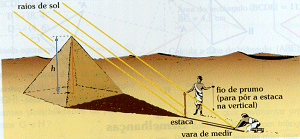 raios de sol
h
fio de prumo
(para pôr a estaca
na vertical)
estaca
vara de medir